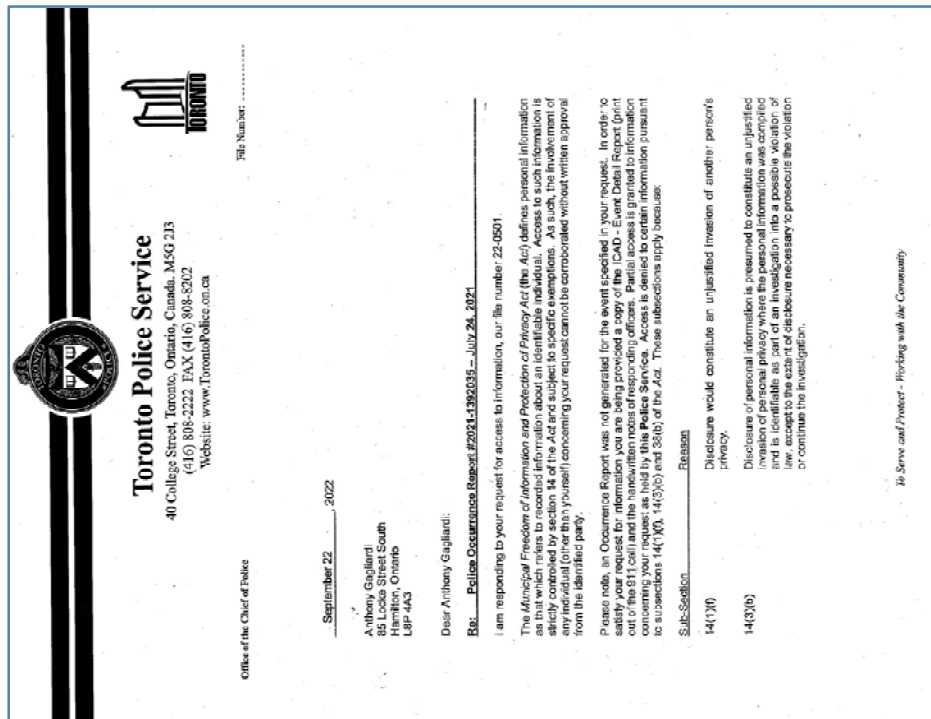 Toronto Police Service
40 College Street, Toronto, Ontario, Canada. M5G 2J3
(416) 808-2222 FAX (416) 808-8202
Website: www.TorontoPolice.on.ca
TORONTO
Office of the Chief of Police
File Number: ............
September 22, 2022
Anthony Gagliardi
85 Locke Street South
Hamilton, Ontario
L8P 4A3
Dear Anthony Gagliardi:
Re: Police Occurrence Report #2021-1392035 – July 24, 2021
I am responding to your request for access to information, our file number 22-0501.
The Municipal Freedom of Information and Protection of Privacy Act (the Act) defines personal information
as that which refers to recorded information about an identifiable individual. Access to such information is
strictly controlled by section 14 of the Act and subject to specific exemptions. As such, the involvement of
any individual (other than yourself) concerning your request cannot be corroborated without written approval
from the identified party.
Please note, an Occurrence Report was not generated for the event specified in your request. In order to
satisfy your request for information you are being provided a copy of the ICAD - Event Detail Report (print
out of the 911 call) and the handwritten notes of responding officers. Partial access is granted to information
concerning your request; as held by this Police Service. Access is denied to certain information pursuant
to subsections 14(1)(f), 14(3)(b) and 38(b) of the Act. These subsections apply because:
Sub-Section Reason
14(1)(f) Disclosure would constitute an unjustified invasion of another person's
privacy.
14(3)(b) Disclosure of personal information is presumed to constitute an unjustified
invasion of personal privacy where the personal information was compiled
and is identifiable as part of an investigation into a possible violation of
law, except to the extent of disclosure necessary to prosecute the violation
or continue the investigation.
To Serve and Protect - Working with the Community